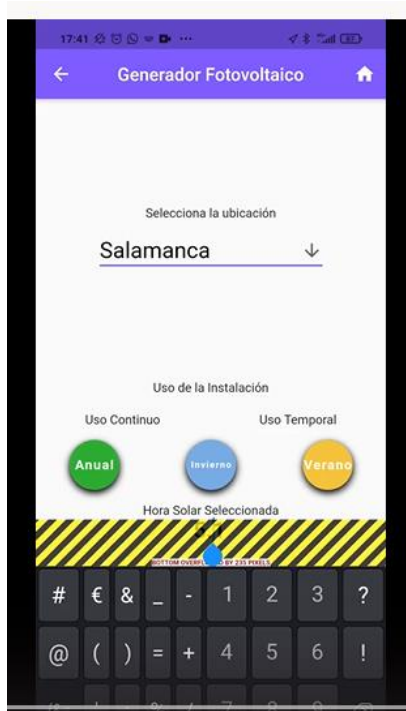 17:41
Generador Fotovoltaico
Selecciona la ubicación
Salamanca
Uso de la Instalación
Uso Continuo Uso Temporal
Anual Invierno Verano
Hora Solar Seleccionada
BOTTOM BY 235 PIXELS
# € & _ - 1 2 3 ?
@ ( ) = + 4 5 6 !